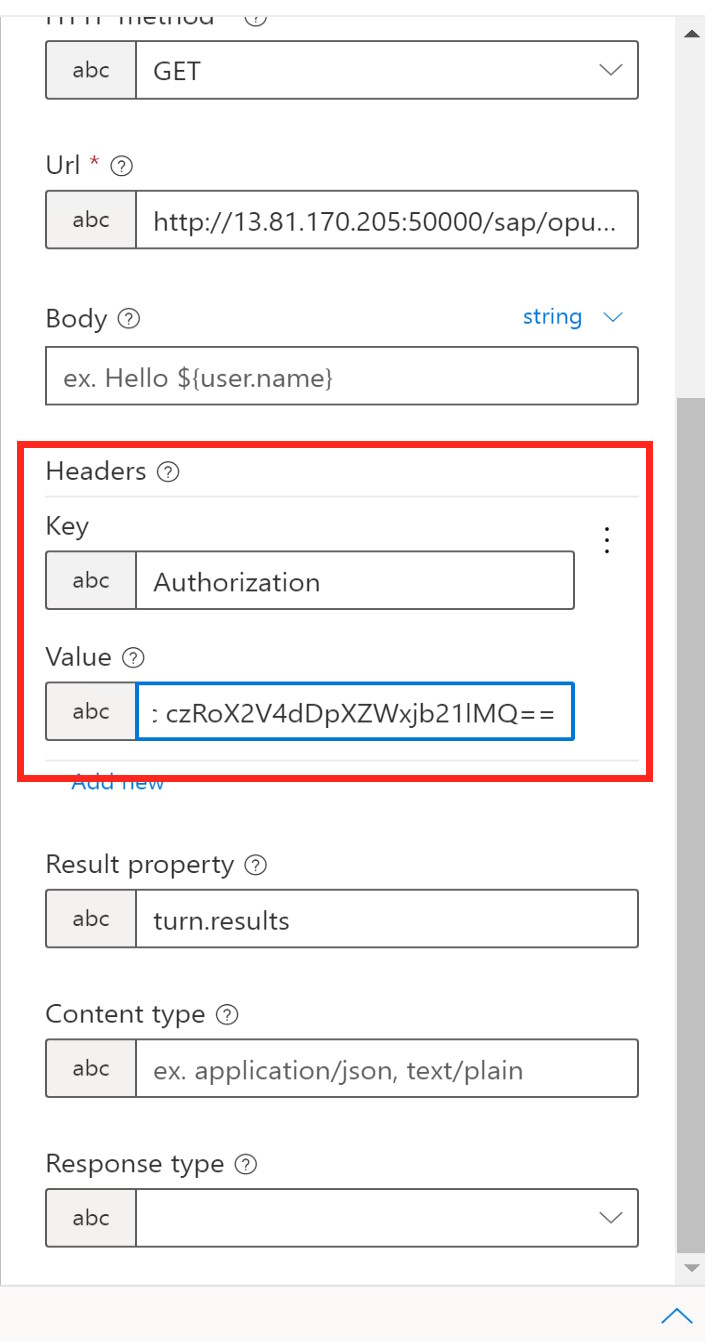 HTTP method
abc GET
Url *
abc http://13.81.170.205:50000/sap/opu...
Body string
ex. Hello ${user.name}
Headers
Key
abc Authorization
Value
abc : czRoX2V4dDpXZWxjb21lMQ==
Add new
Result property
abc turn.results
Content type
abc ex. application/json, text/plain
Response type
abc